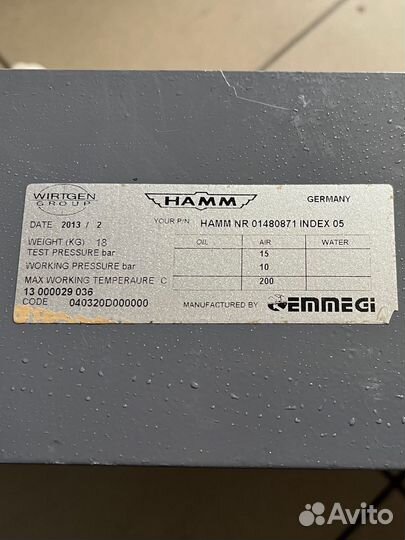 WIRTGEN GROUP HAMM GERMANY
DATE 2013 / 2 YOUR P/N HAMM NR 01480871 INDEX 05
WEIGHT (KG) 18 OIL AIR WATER
TEST PRESSURE bar 15
WORKING PRESSURE bar 10
MAX WORKING TEMPERAURE C 200
13 000029 036
CODE 040320D000000 MANUFACTURED BY EMMEGI
Avito